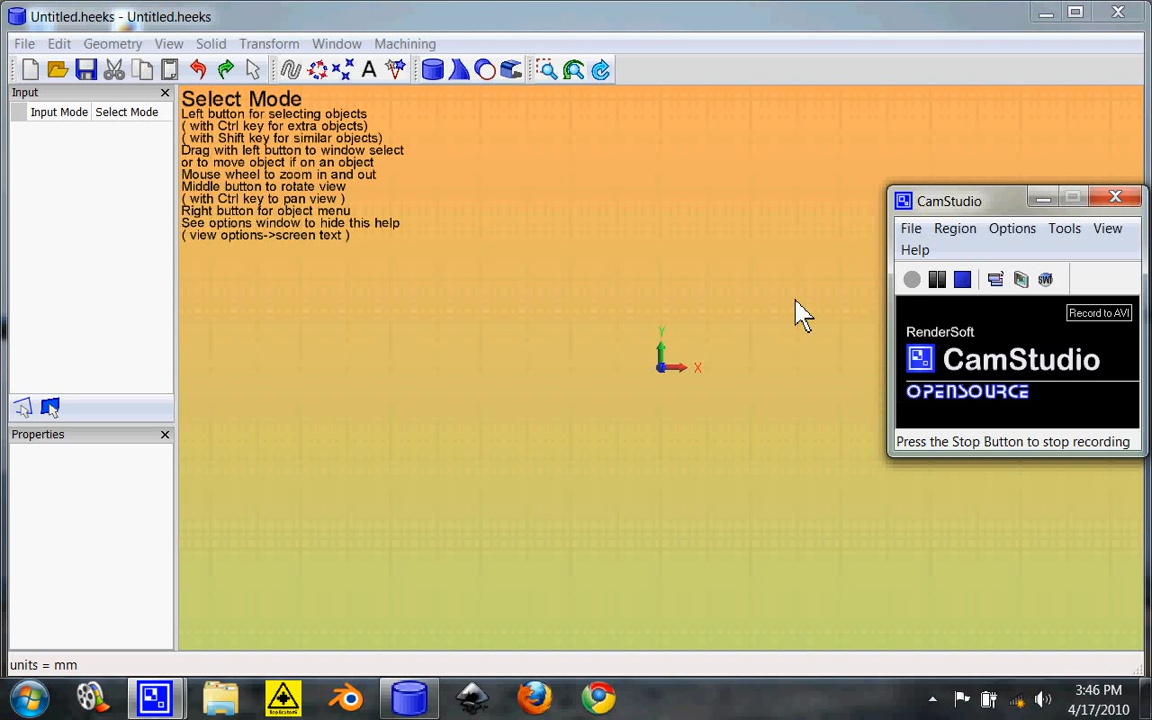 Untitled.heeks - Untitled.heeks
File Edit Geometry View Solid Transform Window Machining
A
Input
Input Mode Select Mode
Select Mode
Left button for selecting objects
( with Ctrl key for extra objects)
( with Shift key for similar objects)
Drag with left button to window select
or to move object if on an object
Mouse wheel to zoom in and out
Middle button to rotate view
( with Ctrl key to pan view )
Right button for object menu
See options window to hide this help
( view options->screen text )
Y
X
CamStudio
File Region Options Tools View
Help
SWF
Record to AVI
RenderSoft
CamStudio
OPENSOURCE
Press the Stop Button to stop recording
Properties
units = mm
3:46 PM
4/17/2010